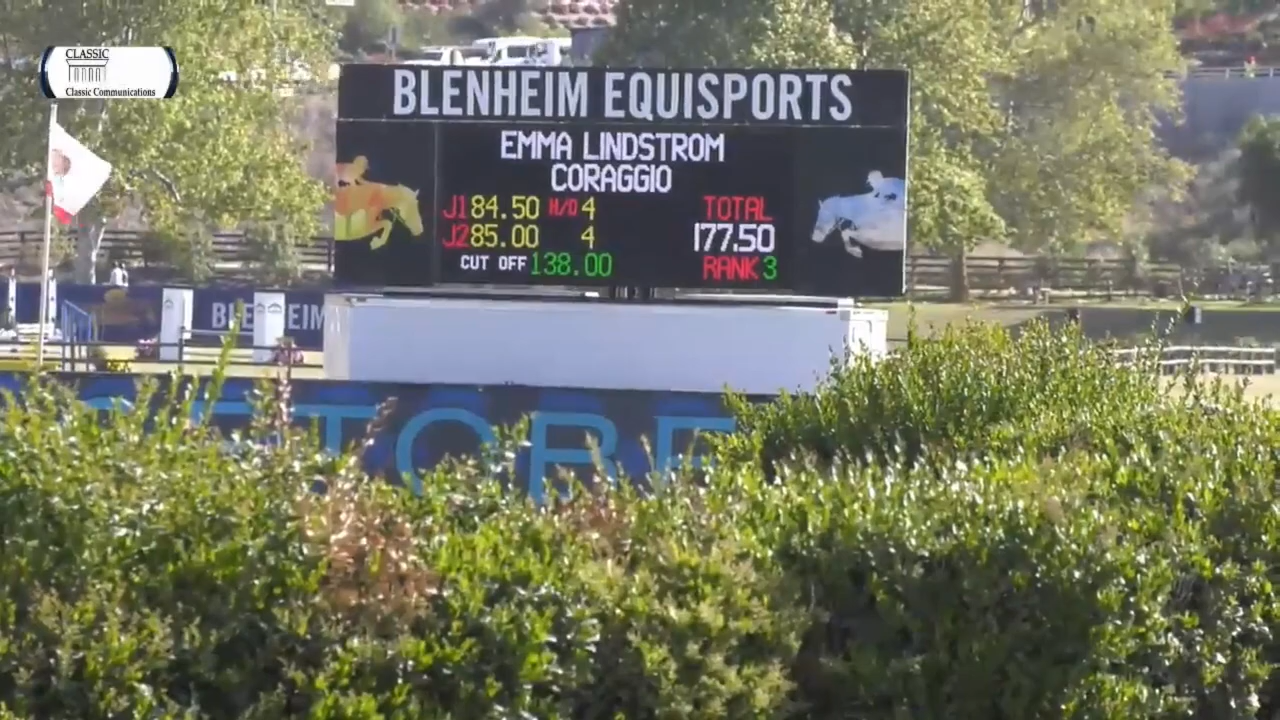 CLASSIC
Classic Communications
BLENHEIM EQUISPORTS
EMMA LINDSTROM
CORAGGIO
J1 84.50 H/O 4 TOTAL
J2 85.00 4 177.50
CUT OFF 138.00 RANK 3